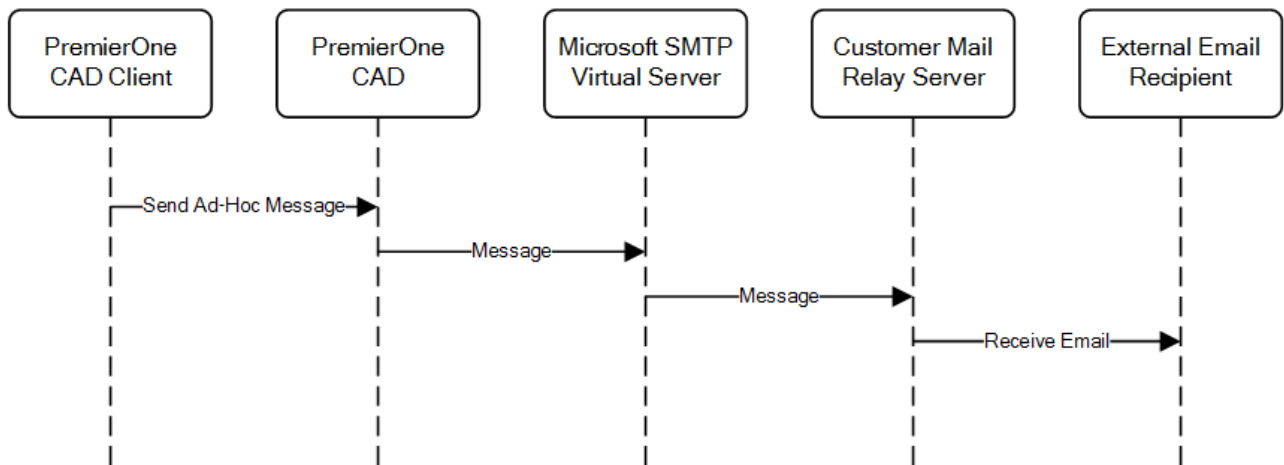 PremierOne
CAD Client
PremierOne
CAD
Microsoft SMTP
Virtual Server
Customer Mail
Relay Server
External Email
Recipient
Send Ad-Hoc Message
Message
Message
Receive Email